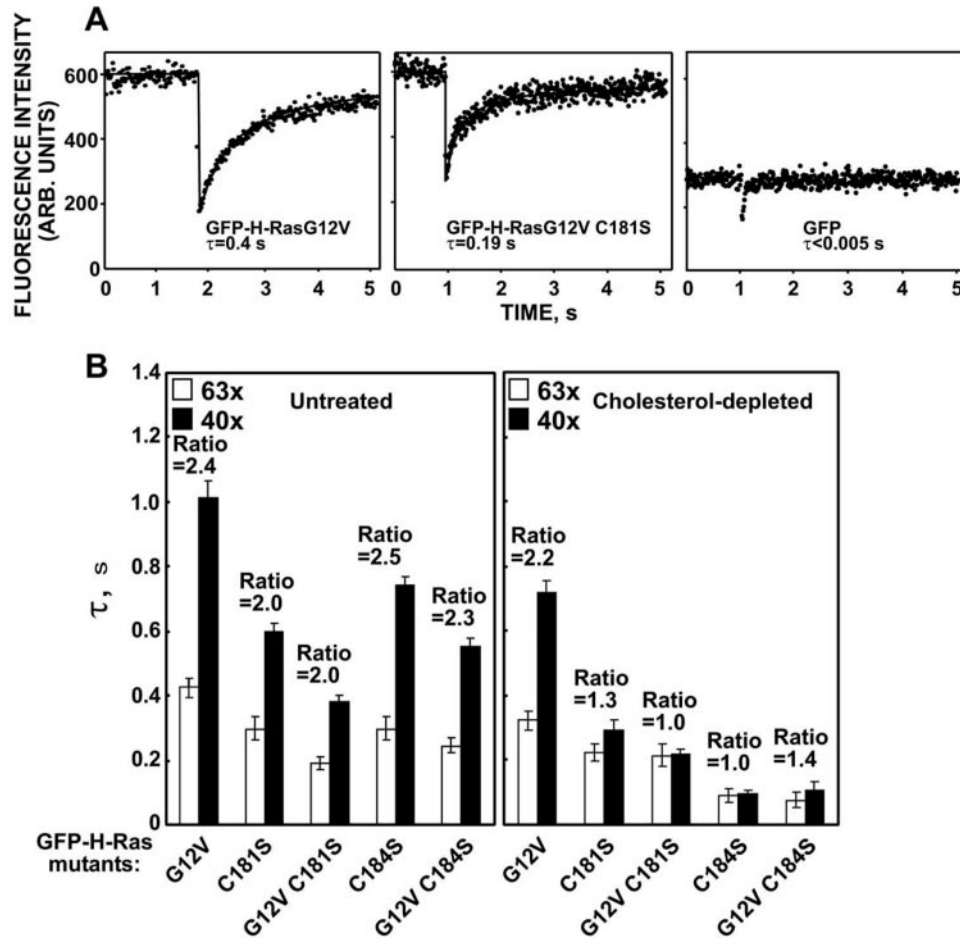 A
FLUORESCENCE INTENSITY
(ARB. UNITS)
600
400
200
0
GFP-H-RasG12V
τ=0.4 s
GFP-H-RasG12V C181S
τ=0.19 s
GFP
τ<0.005 s
0 1 2 3 4 5
0 1 2 3 4 5
0 1 2 3 4 5
TIME, s
B
τ, s
1.4
1.2
1.0
0.8
0.6
0.4
0.2
0
63x
40x
Untreated
Ratio
=2.4
Ratio
=2.0
Ratio
=2.0
Ratio
=2.5
Ratio
=2.3
63x
40x
Cholesterol-depleted
Ratio
=2.2
Ratio
=1.3
Ratio
=1.0
Ratio
=1.0
Ratio
=1.4
GFP-H-Ras
mutants:
G12V
C181S
G12V C181S
C184S
G12V C184S
G12V
C181S
G12V C181S
C184S
G12V C184S